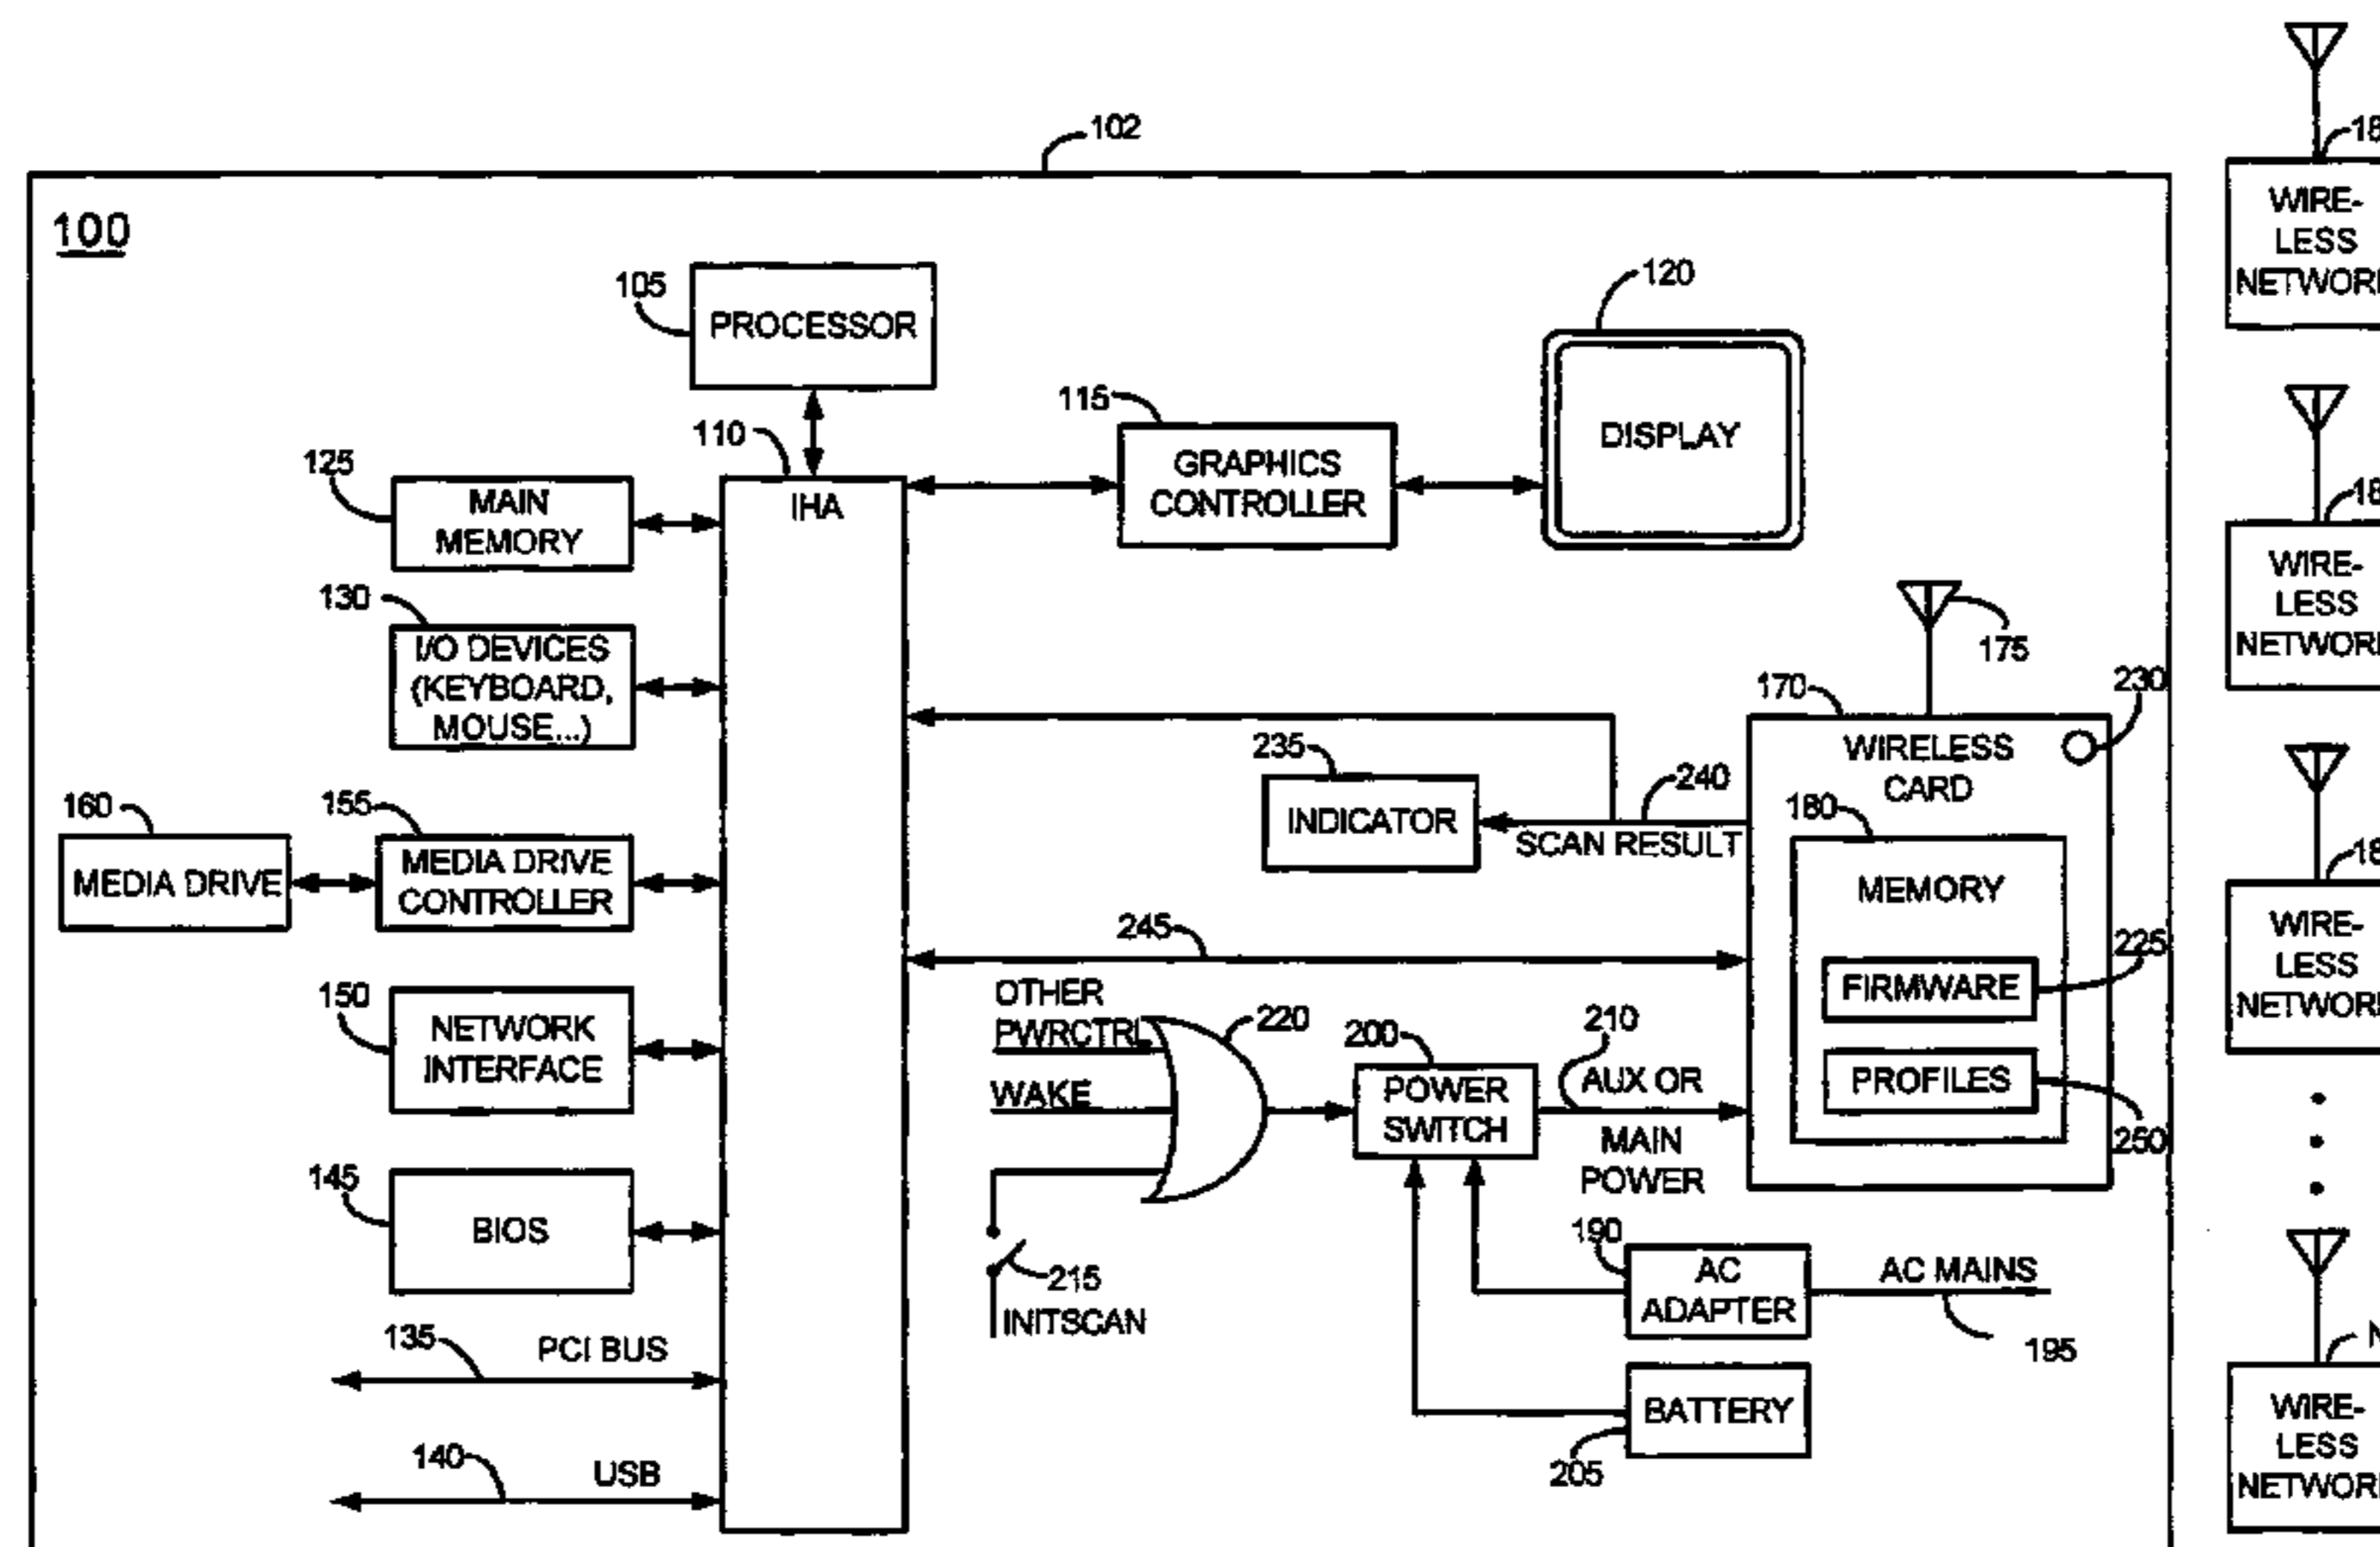 102
100
105
PROCESSOR
110
IHA
115
GRAPHICS
CONTROLLER
120
DISPLAY
125
MAIN
MEMORY
130
I/O DEVICES
(KEYBOARD,
MOUSE...)
160
MEDIA DRIVE
155
MEDIA DRIVE
CONTROLLER
150
NETWORK
INTERFACE
145
BIOS
135
PCI BUS
140
USB
175
170
230
WIRELESS
CARD
235
INDICATOR
240
SCAN RESULT
180
MEMORY
225
FIRMWARE
PROFILES
250
245
OTHER
PWRCTRL
WAKE
220
215
INITSCAN
200
POWER
SWITCH
210
AUX OR
MAIN
POWER
190
AC
ADAPTER
AC MAINS
195
BATTERY
205
WIRE-
LESS
WIRE-
LESS
WIRE-
LESS
WIRE-
LESS